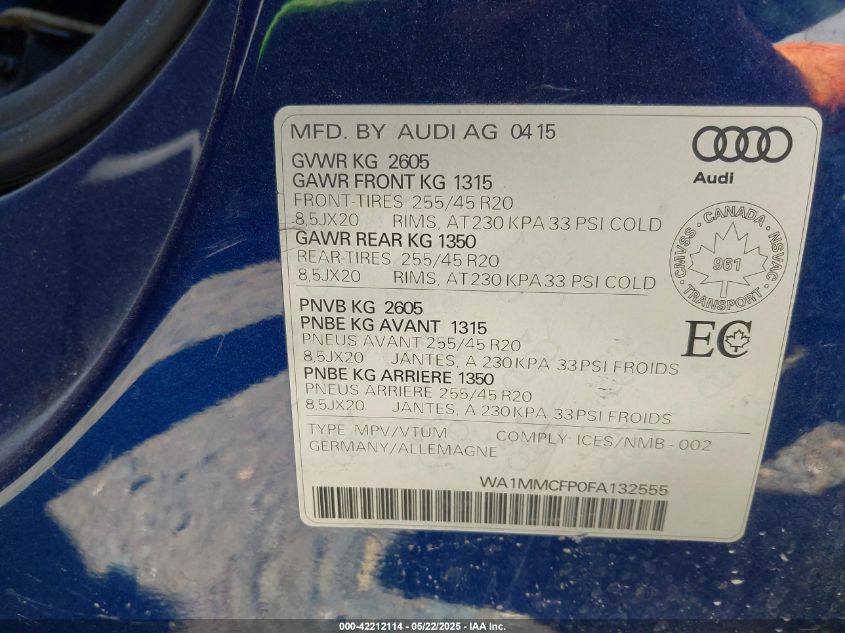 MFD. BY AUDI AG 0415
Audi
GVWR KG 2605
GAWR FRONT KG 1315
FRONT-TIRES 255/45 R20
8,5JX20 RIMS, AT 230 KPA 33 PSI COLD
GAWR REAR KG 1350
REAR-TIRES 255/45 R20
8,5JX20 RIMS, AT 230 KPA 33 PSI COLD
CANADA
CMVSS
NSVAC
961
TRANSPORT
PNVB KG 2605
PNBE KG AVANT 1315
PNEUS AVANT 255/45 R20
8,5JX20 JANTES, A 230 KPA 33 PSI FROIDS
EC
PNBE KG ARRIERE 1350
PNEUS ARRIERE 255/45 R20
8,5JX20 JANTES, A 230 KPA 33 PSI FROIDS
TYPE MPV/VTUM COMPLY ICES/NMB-002
GERMANY/ALLEMAGNE
WA1MMCFP0FA132555
000-42212114 - 05/22/2025 - IAA Inc.